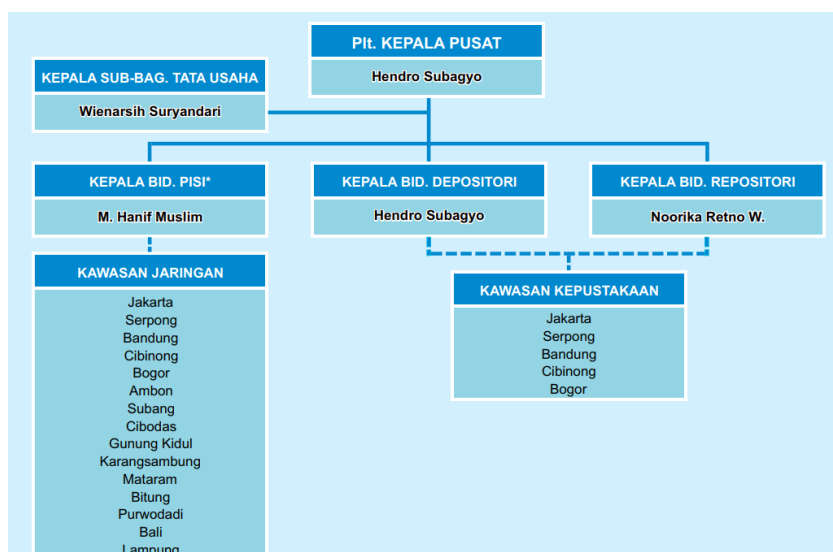 Plt. KEPALA PUSAT
Hendro Subagyo
KEPALA SUB-BAG. TATA USAHA
Wienarsih Suryandari
KEPALA BID. PISI*
M. Hanif Muslim
KEPALA BID. DEPOSITORI
Hendro Subagyo
KEPALA BID. REPOSITORI
Noorika Retno W.
KAWASAN JARINGAN
Jakarta
Serpong
Bandung
Cibinong
Bogor
Ambon
Subang
Cibodas
Gunung Kidul
Karangsambung
Mataram
Bitung
Purwodadi
Bali
Lampung
KAWASAN KEPUSTAKAAN
Jakarta
Serpong
Bandung
Cibinong
Bogor